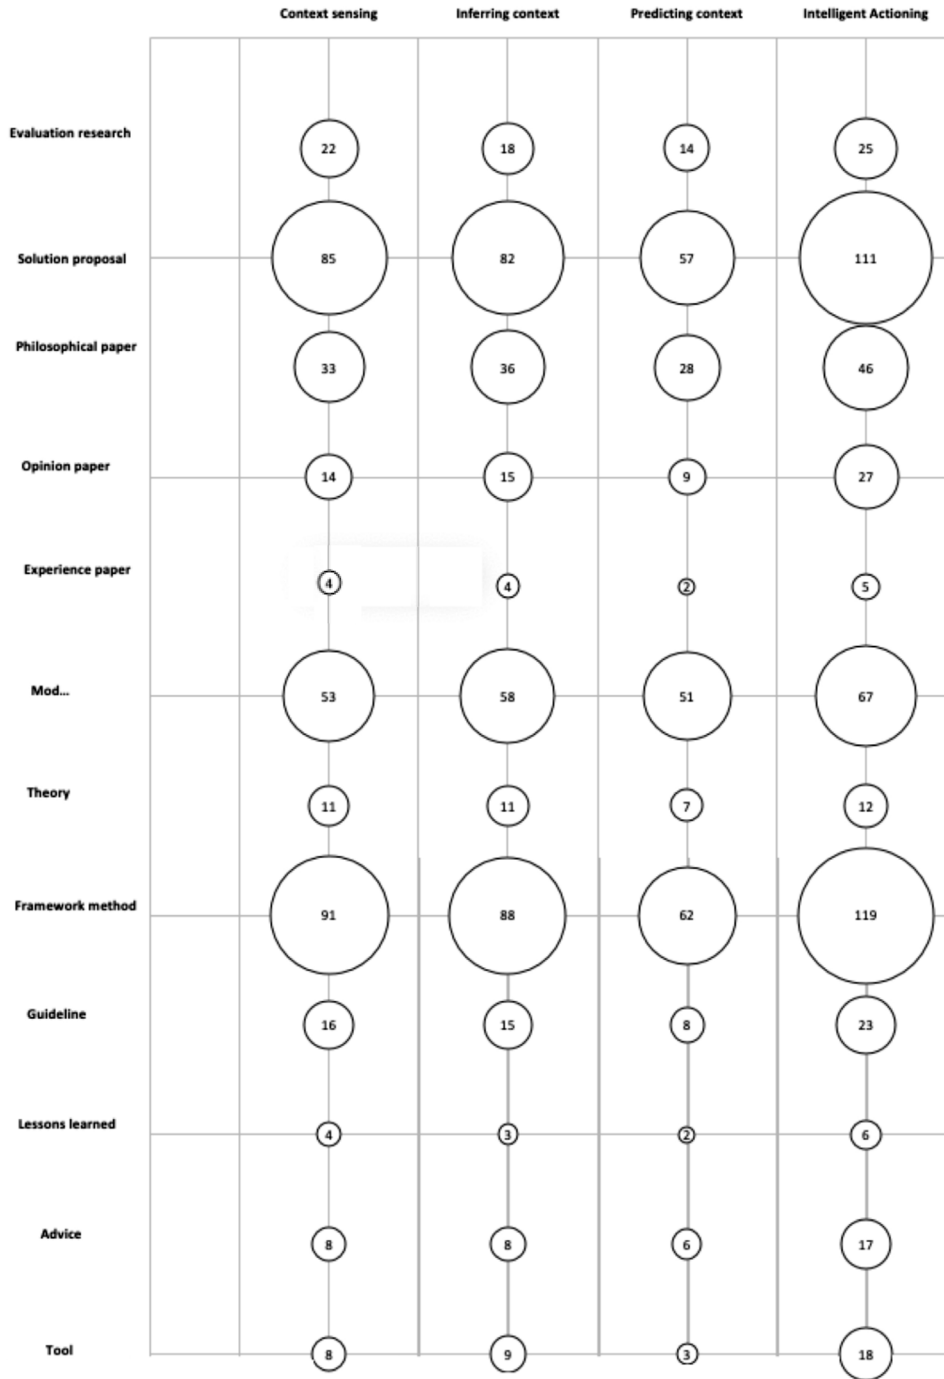 Context sensing Inferring context Predicting context Intelligent Actioning
Evaluation research 22 18 14 25
Solution proposal 85 82 57 111
Philosophical paper 33 36 28 46
Opinion paper 14 15 9 27
Experience paper 4 4 2 5
Mod... 53 58 51 67
Theory 11 11 7 12
Framework method 91 88 62 119
Guideline 16 15 8 23
Lessons learned 4 3 2 6
Advice 8 8 6 17
Tool 8 9 3 18